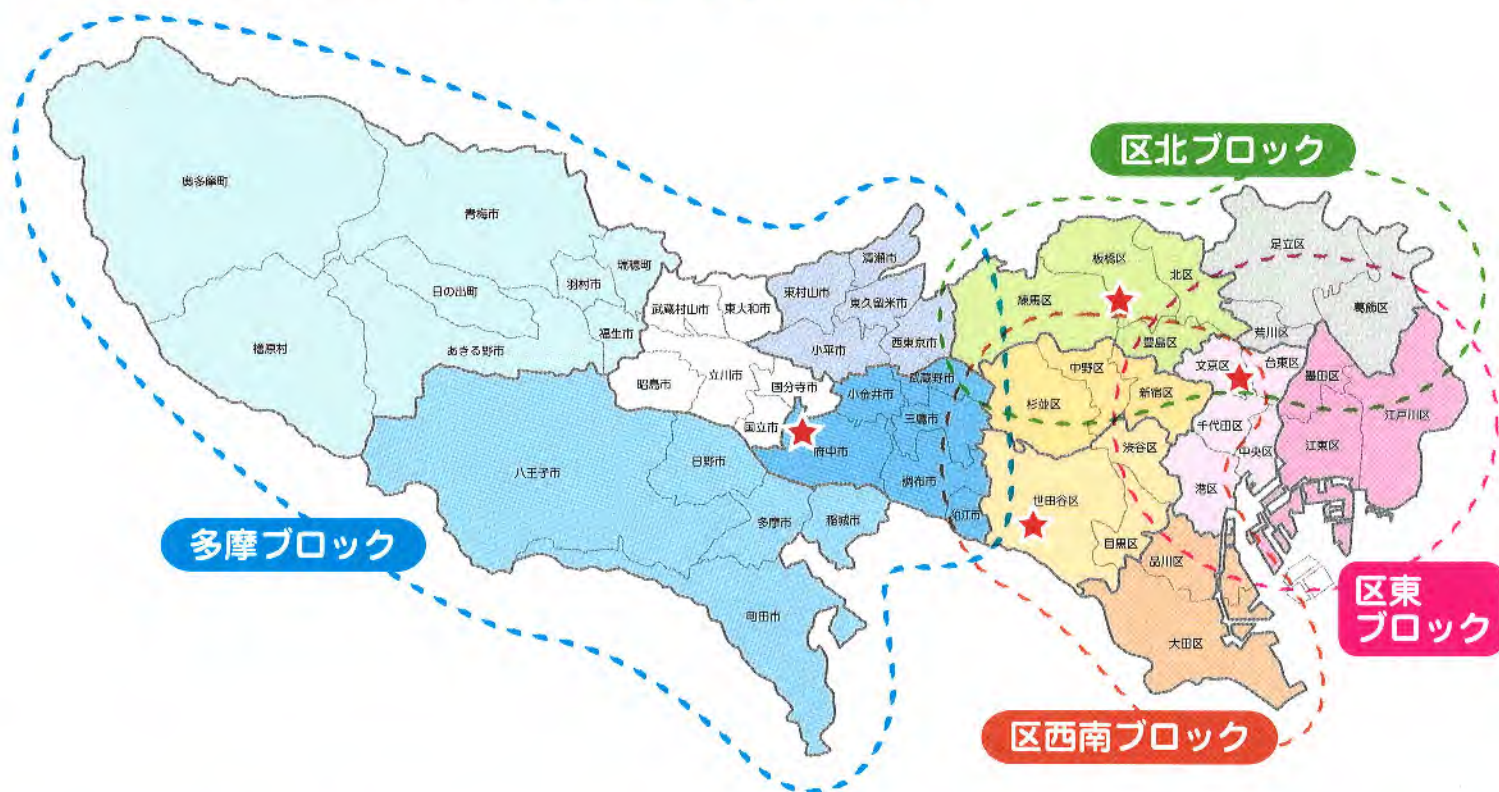 区北ブロック
奥多摩町
青梅市
瑞穂町
羽村市
日の出町
檜原村
あきる野市
福生市
武蔵村山市
東大和市
昭島市
立川市
国分寺市
国立市
清瀬市
東村山市
東久留米市
小平市
西東京市
武蔵野市
小金井市
三鷹市
府中市
調布市
狛江市
八王子市
日野市
多摩市
稲城市
町田市
多摩ブロック
板橋区
北区
練馬区
豊島区
足立区
葛飾区
荒川区
中野区
杉並区
新宿区
渋谷区
世田谷区
目黒区
文京区
台東区
千代田区
中央区
港区
墨田区
江東区
江戸川区
品川区
大田区
区東
ブロック
区西南ブロック